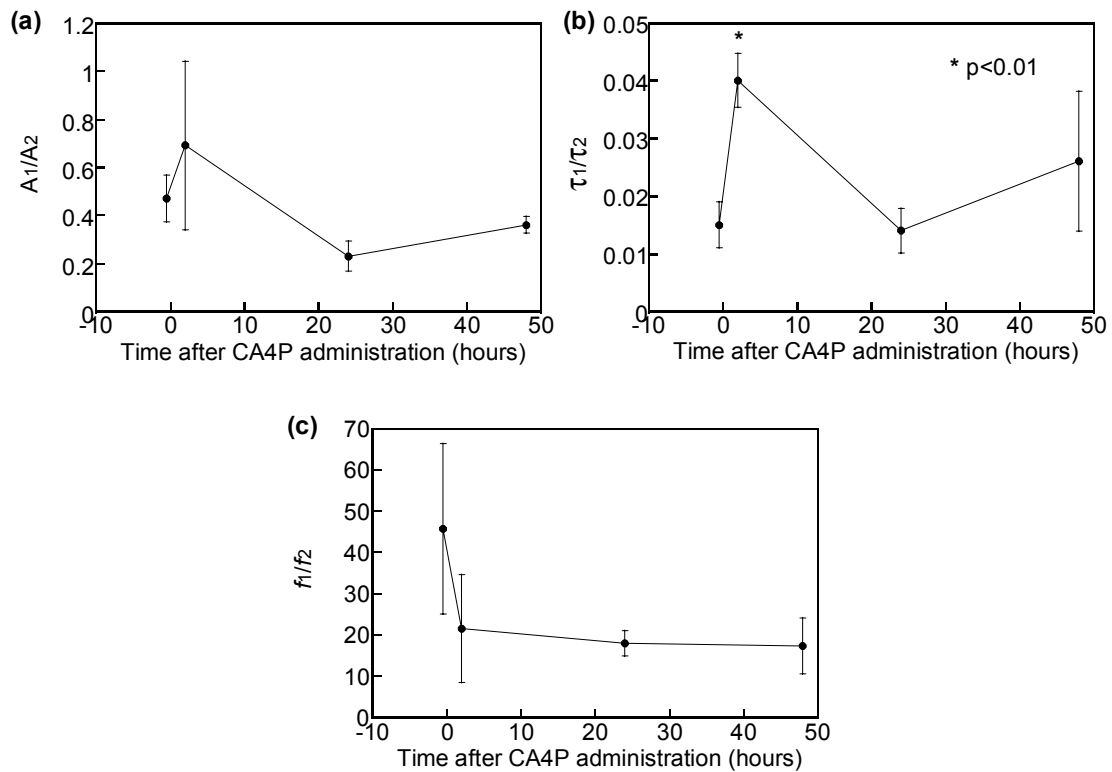 (a)
1.2
1
0.8
0.6
0.4
0.2
0
A1/A2
-10 0 10 20 30 40 50
Time after CA4P administration (hours)
(b)
0.05
0.04
0.03
0.02
0.01
0
τ1/τ2
*
* p<0.01
-10 0 10 20 30 40 50
Time after CA4P administration (hours)
(c)
70
60
50
40
30
20
10
0
f1/f2
-10 0 10 20 30 40 50
Time after CA4P administration (hours)